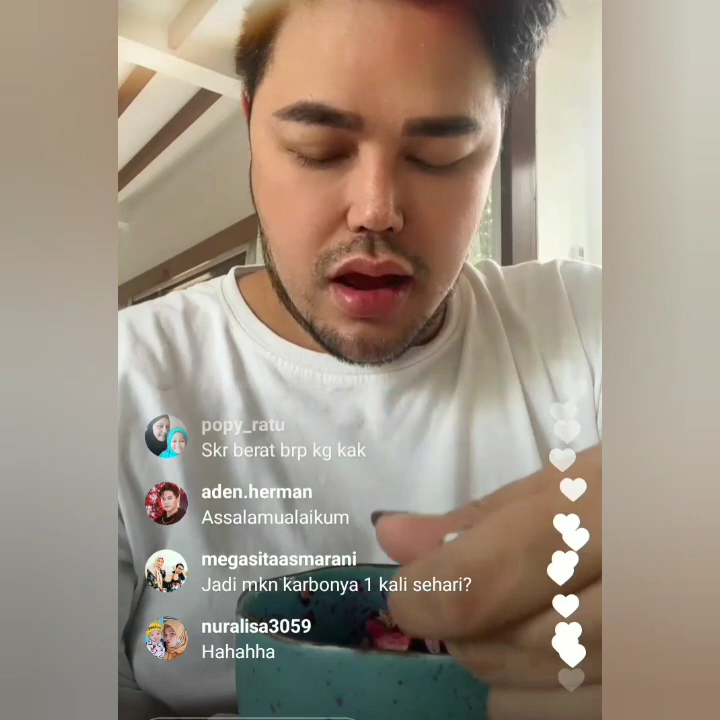 popy_ratu
Skr berat brp kg kak
aden.herman
Assalamualaikum
megasitaasmarani
Jadi mkn karbonya 1 kali sehari?
nuralisa3059
Hahahha